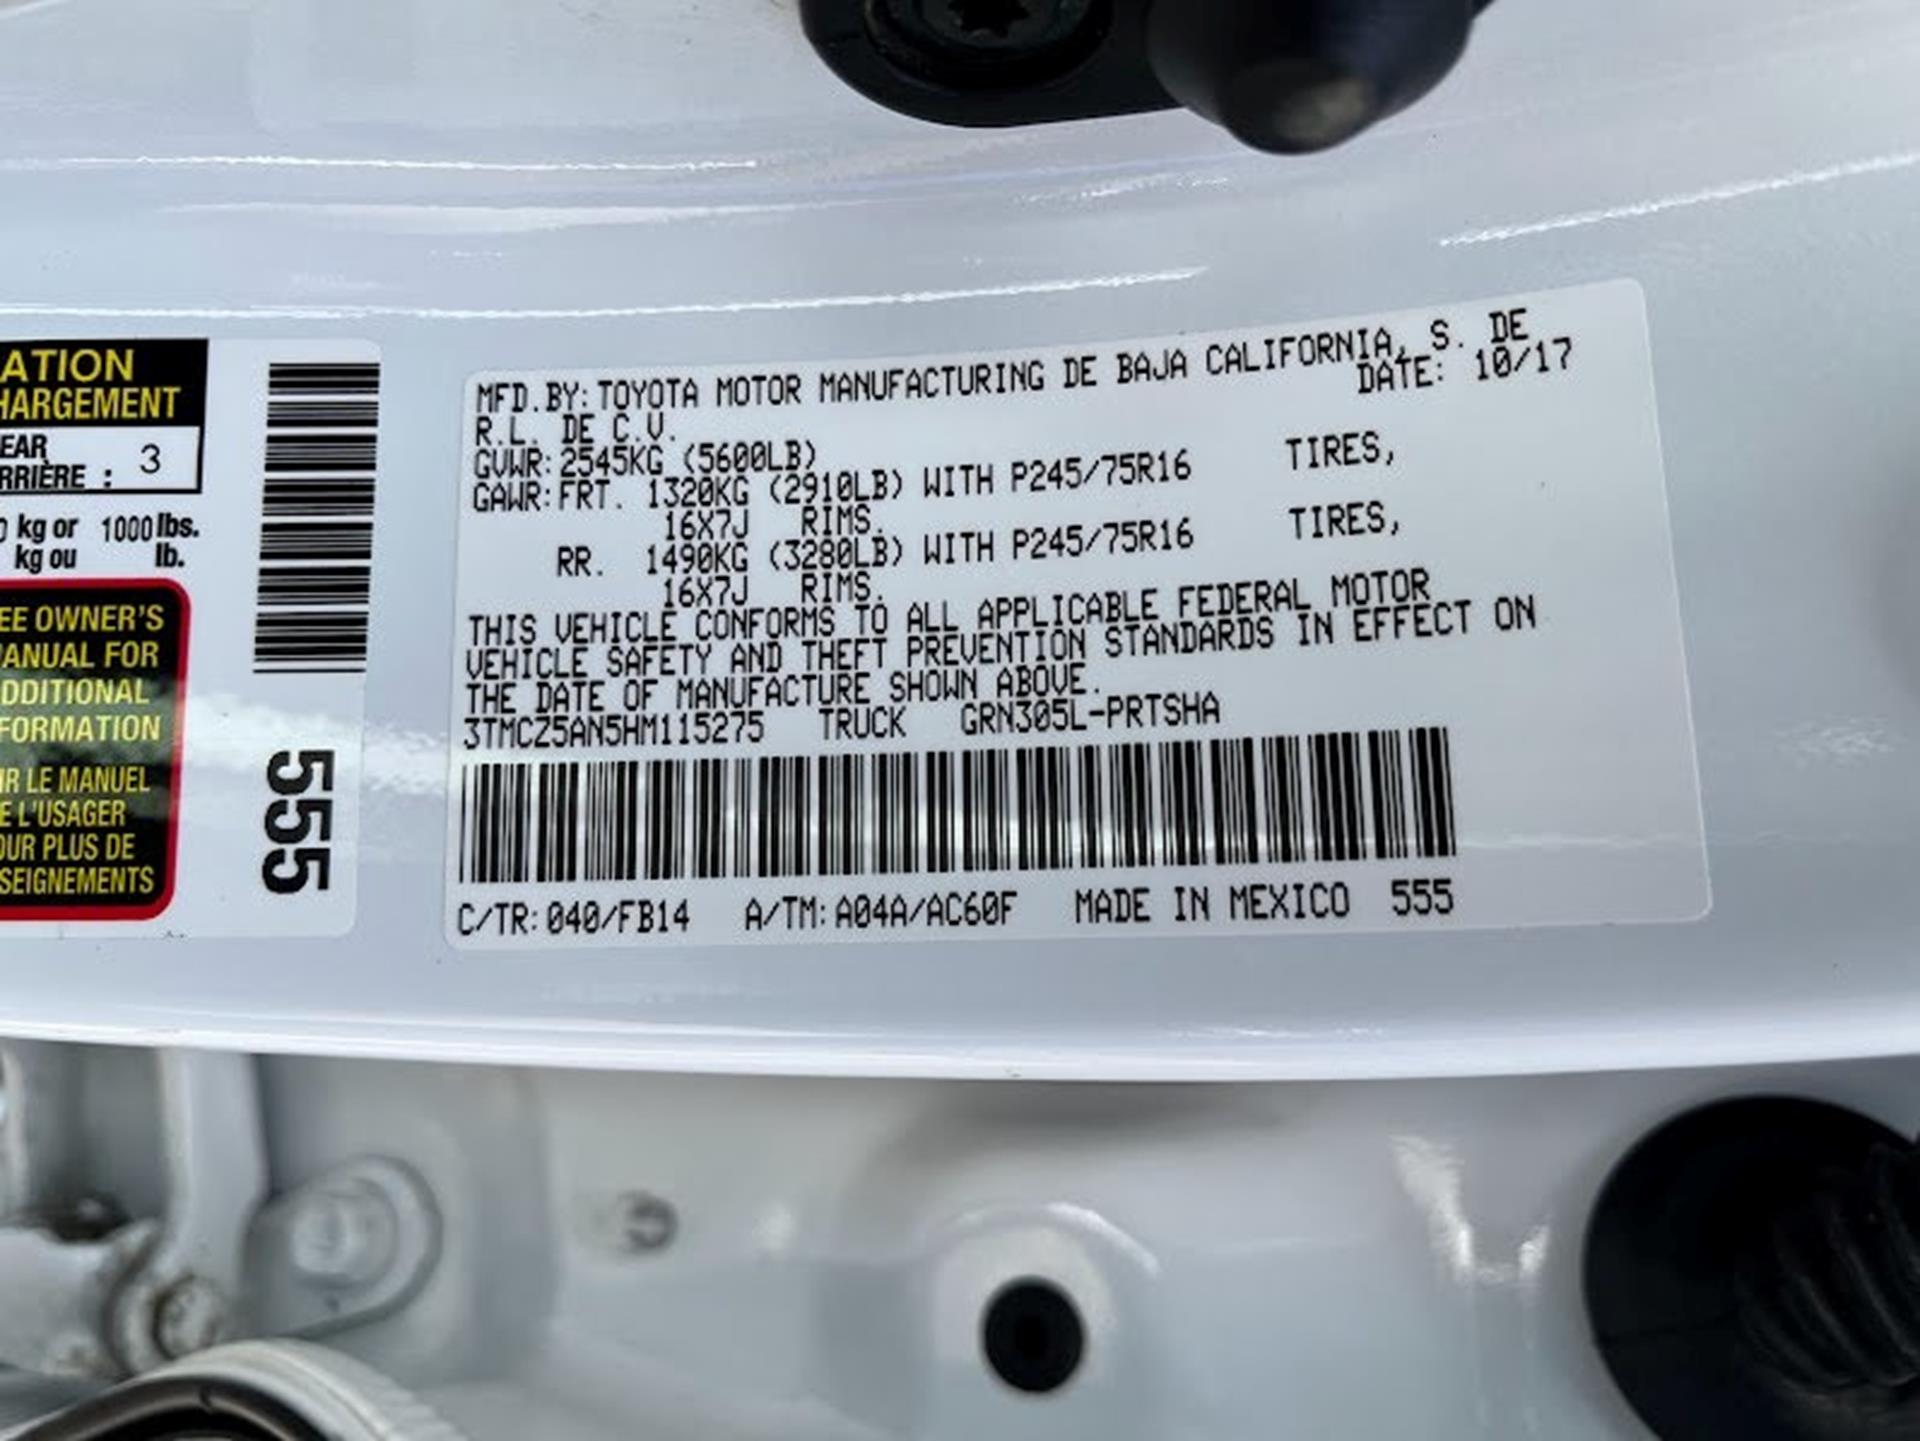 ATION
HARGEMENT
EAR
RRIÈRE : 3
0 kg or 1000 lbs.
kg ou lb.
EE OWNER'S
ANUAL FOR
DDITIONAL
FORMATION
IR LE MANUEL
E L'USAGER
OUR PLUS DE
SEIGNEMENTS
555
MFD.BY: TOYOTA MOTOR MANUFACTURING DE BAJA CALIFORNIA, S. DE
R.L. DE C.V. DATE: 10/17
GVWR: 2545KG (5600LB)
GAWR: FRT. 1320KG (2910LB) WITH P245/75R16 TIRES,
16X7J RIMS.
RR. 1490KG (3280LB) WITH P245/75R16 TIRES,
16X7J RIMS.
THIS VEHICLE CONFORMS TO ALL APPLICABLE FEDERAL MOTOR
VEHICLE SAFETY AND THEFT PREVENTION STANDARDS IN EFFECT ON
THE DATE OF MANUFACTURE SHOWN ABOVE.
3TMCZ5AN5HM115275 TRUCK GRN305L-PRTSHA
C/TR: 040/FB14 A/TM: A04A/AC60F MADE IN MEXICO 555